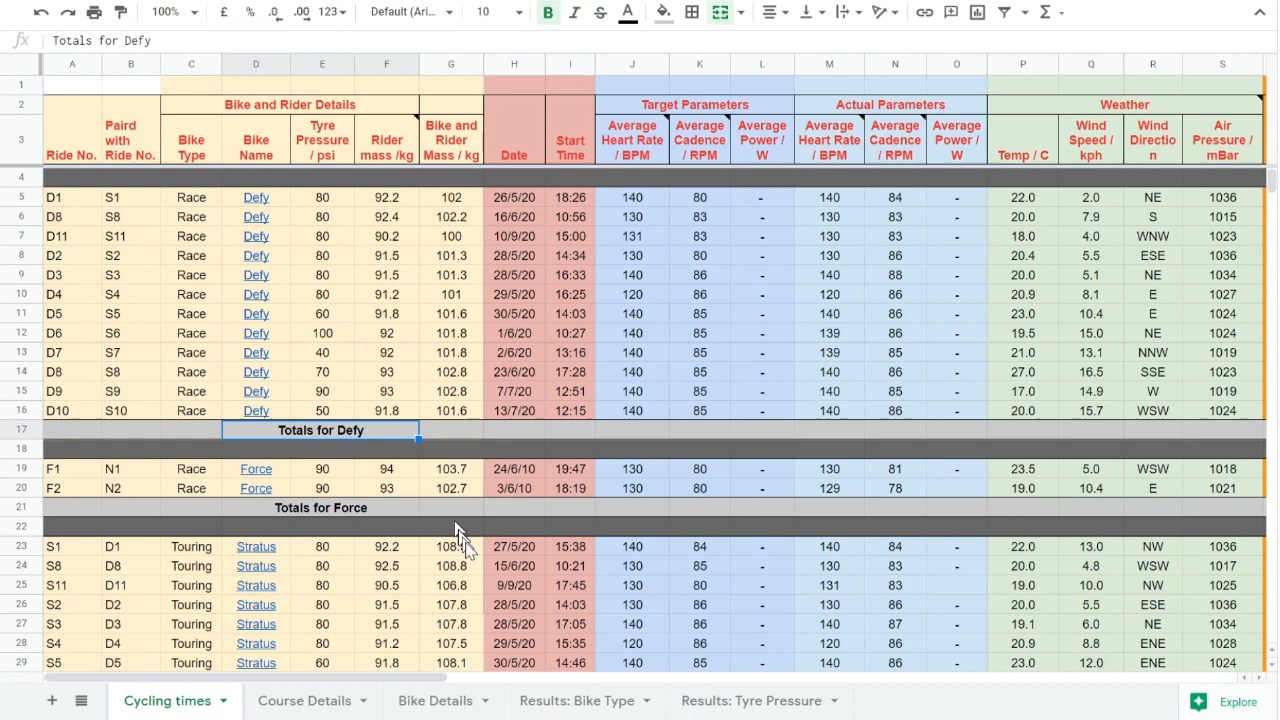 100% £ % .0 .00 123 Default (Ari... 10 B I S A Σ
fx Totals for Defy
A B C D E F G H I J K L M N O P Q R S
1
2 Bike and Rider Details Target Parameters Actual Parameters Weather
3 Ride No. Paird with Ride No. Bike Type Bike Name Tyre Pressure / psi Rider mass /kg Bike and Rider Mass / kg Date Start Time Average Heart Rate / BPM Average Cadence / RPM Average Power / W Average Heart Rate / BPM Average Cadence / RPM Average Power / W Temp / C Wind Speed / kph Wind Directio n Air Pressure / mBar
4
5 D1 S1 Race Defy 80 92.2 102 26/5/20 18:26 140 80 - 140 84 - 22.0 2.0 NE 1036
6 D8 S8 Race Defy 80 92.4 102.2 16/6/20 10:56 130 83 - 130 83 - 20.0 7.9 S 1015
7 D11 S11 Race Defy 80 90.2 100 10/9/20 15:00 131 83 - 130 83 - 18.0 4.0 WNW 1023
8 D2 S2 Race Defy 80 91.5 101.3 28/5/20 14:34 130 80 - 130 86 - 20.4 5.5 ESE 1036
9 D3 S3 Race Defy 80 91.5 101.3 28/5/20 16:33 140 86 - 140 88 - 20.0 5.1 NE 1034
10 D4 S4 Race Defy 80 91.2 101 29/5/20 16:25 120 86 - 120 86 - 20.9 8.1 E 1027
11 D5 S5 Race Defy 60 91.8 101.6 30/5/20 14:03 140 86 - 140 86 - 23.0 10.4 E 1024
12 D6 S6 Race Defy 100 92 101.8 1/6/20 10:27 140 86 - 139 86 - 19.5 15.0 NE 1024
13 D7 S7 Race Defy 40 92 101.8 2/6/20 13:16 140 85 - 139 85 - 21.0 13.1 NNW 1019
14 D8 S8 Race Defy 70 93 102.8 23/6/20 17:28 140 85 - 140 86 - 27.0 16.5 SSE 1023
15 D9 S9 Race Defy 90 93 102.8 7/7/20 12:51 140 85 - 140 85 - 17.0 14.9 W 1019
16 D10 S10 Race Defy 50 91.8 101.6 13/7/20 12:15 140 85 - 140 86 - 20.0 15.7 WSW 1024
17 Totals for Defy
18
19 F1 N1 Race Force 90 94 103.7 24/6/10 19:47 130 80 - 130 81 - 23.5 5.0 WSW 1018
20 F2 N2 Race Force 90 93 102.7 3/6/10 18:19 130 80 - 129 78 - 19.0 10.4 E 1021
21 Totals for Force
22
23 S1 D1 Touring Stratus 80 92.2 27/5/20 15:38 140 84 - 140 84 - 22.0 13.0 NW 1036
24 S8 D8 Touring Stratus 80 92.5 108.8 15/6/20 10:21 130 85 - 130 83 - 20.0 4.8 WSW 1017
25 S11 D11 Touring Stratus 80 90.5 106.8 9/9/20 17:45 130 80 - 131 83 19.0 10.0 NW 1025
26 S2 D2 Touring Stratus 80 91.5 107.8 28/5/20 14:03 130 86 - 130 86 - 20.0 5.5 ESE 1036
27 S3 D3 Touring Stratus 80 91.5 107.8 28/5/20 17:05 140 86 - 140 87 - 19.1 6.0 NE 1034
28 S4 D4 Touring Stratus 80 91.2 107.5 29/5/20 15:35 120 86 - 120 86 - 20.9 8.8 ENE 1028
29 S5 D5 Touring Stratus 60 91.8 108.1 30/5/20 14:46 140 85 - 140 86 - 23.0 12.0 ENE 1024
+ Cycling times Course Details Bike Details Results: Bike Type Results: Tyre Pressure Explore